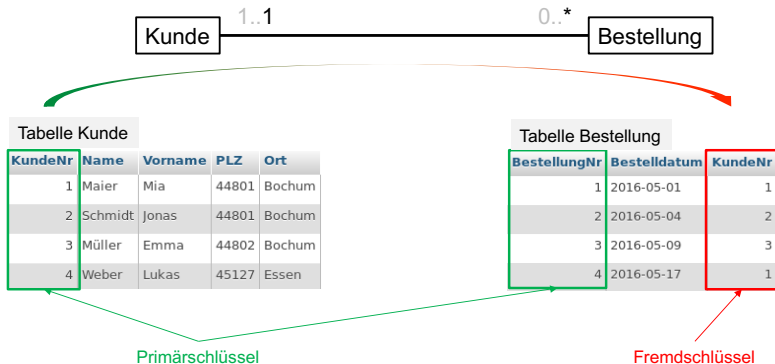 1..1 0..*
Kunde Bestellung
Tabelle Kunde
KundeNr Name Vorname PLZ Ort
1 Maier Mia 44801 Bochum
2 Schmidt Jonas 44801 Bochum
3 Müller Emma 44802 Bochum
4 Weber Lukas 45127 Essen
Tabelle Bestellung
BestellungNr Bestelldatum KundeNr
1 2016-05-01 1
2 2016-05-04 2
3 2016-05-09 3
4 2016-05-17 1
Primärschlüssel Fremdschlüssel